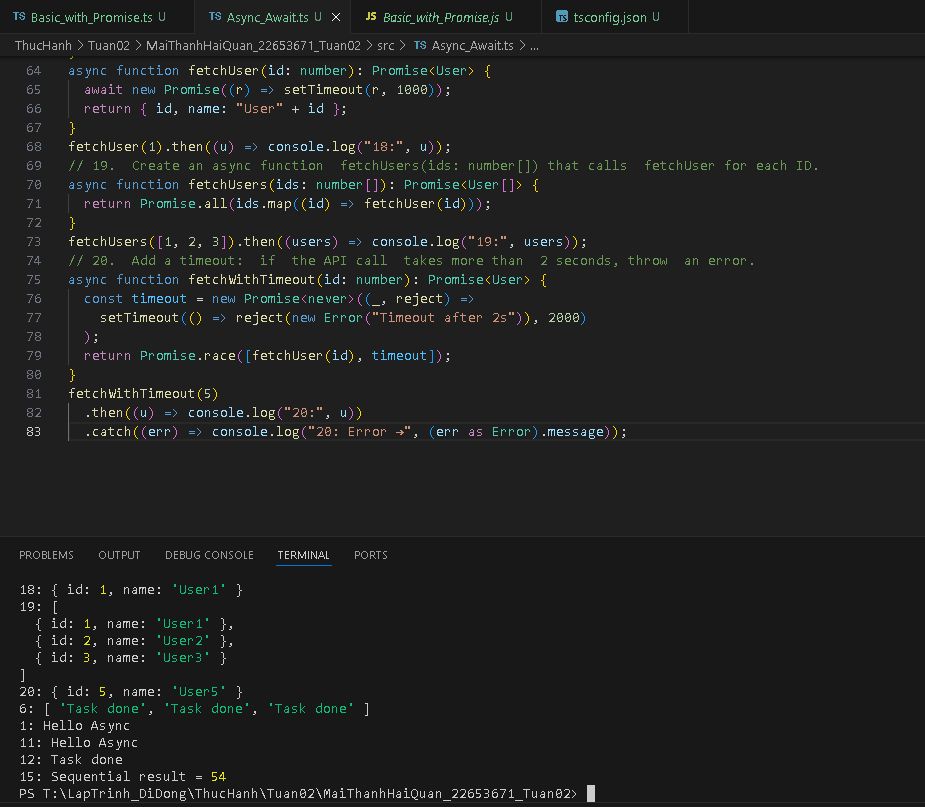 TS Basic_with_Promise.ts U TS Async_Await.ts U × JS Basic_with_Promise.js U TS tsconfig.json U
ThucHanh > Tuan02 > MaiThanhHaiQuan_22653671_Tuan02 > src > TS Async_Await.ts > ...
64 async function fetchUser(id: number): Promise<User> {
65   await new Promise((r) => setTimeout(r, 1000));
66   return { id, name: "User" + id };
67 }
68 fetchUser(1).then((u) => console.log("18:", u));
69 // 19.  Create an async function  fetchUsers(ids: number[]) that calls  fetchUser for each ID.
70 async function fetchUsers(ids: number[]): Promise<User[]> {
71   return Promise.all(ids.map((id) => fetchUser(id)));
72 }
73 fetchUsers([1, 2, 3]).then((users) => console.log("19:", users));
74 // 20.  Add a timeout:  if  the API call  takes more than  2 seconds, throw  an error.
75 async function fetchWithTimeout(id: number): Promise<User> {
76   const timeout = new Promise<never>((_, reject) =>
77     setTimeout(() => reject(new Error("Timeout after 2s")), 2000)
78   );
79   return Promise.race([fetchUser(id), timeout]);
80 }
81 fetchWithTimeout(5)
82   .then((u) => console.log("20:", u))
83   .catch((err) => console.log("20: Error →", (err as Error).message));
PROBLEMS OUTPUT DEBUG CONSOLE TERMINAL PORTS
18: { id: 1, name: 'User1' }
19: [
  { id: 1, name: 'User1' },
  { id: 2, name: 'User2' },
  { id: 3, name: 'User3' }
]
20: { id: 5, name: 'User5' }
6: [ 'Task done', 'Task done', 'Task done' ]
1: Hello Async
11: Hello Async
12: Task done
15: Sequential result = 54
PS T:\LapTrinh_DiDong\ThucHanh\Tuan02\MaiThanhHaiQuan_22653671_Tuan02>